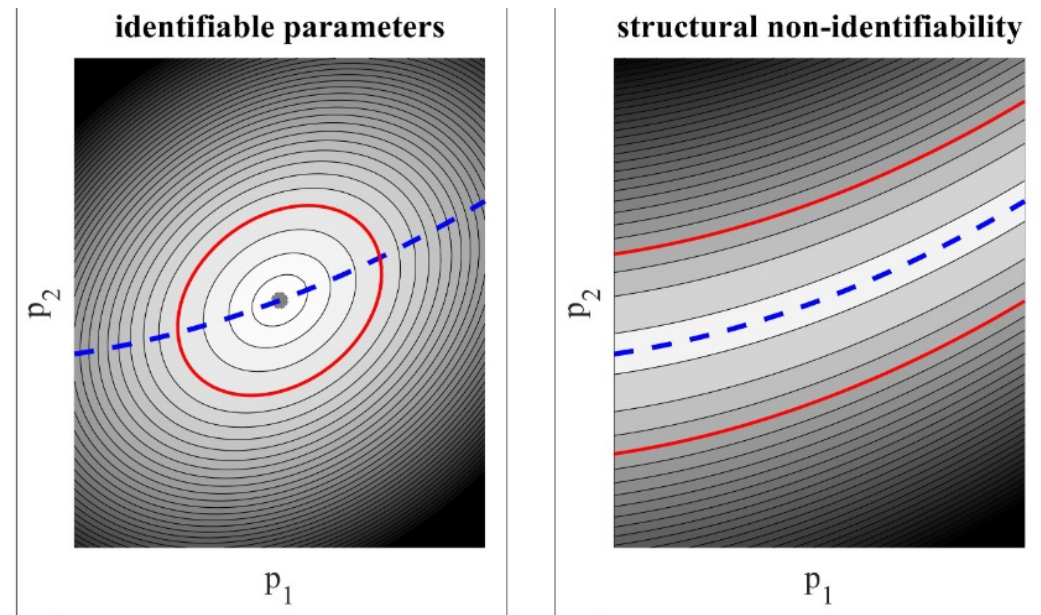 identifiable parameters
p2
p1
structural non-identifiability
p2
p1